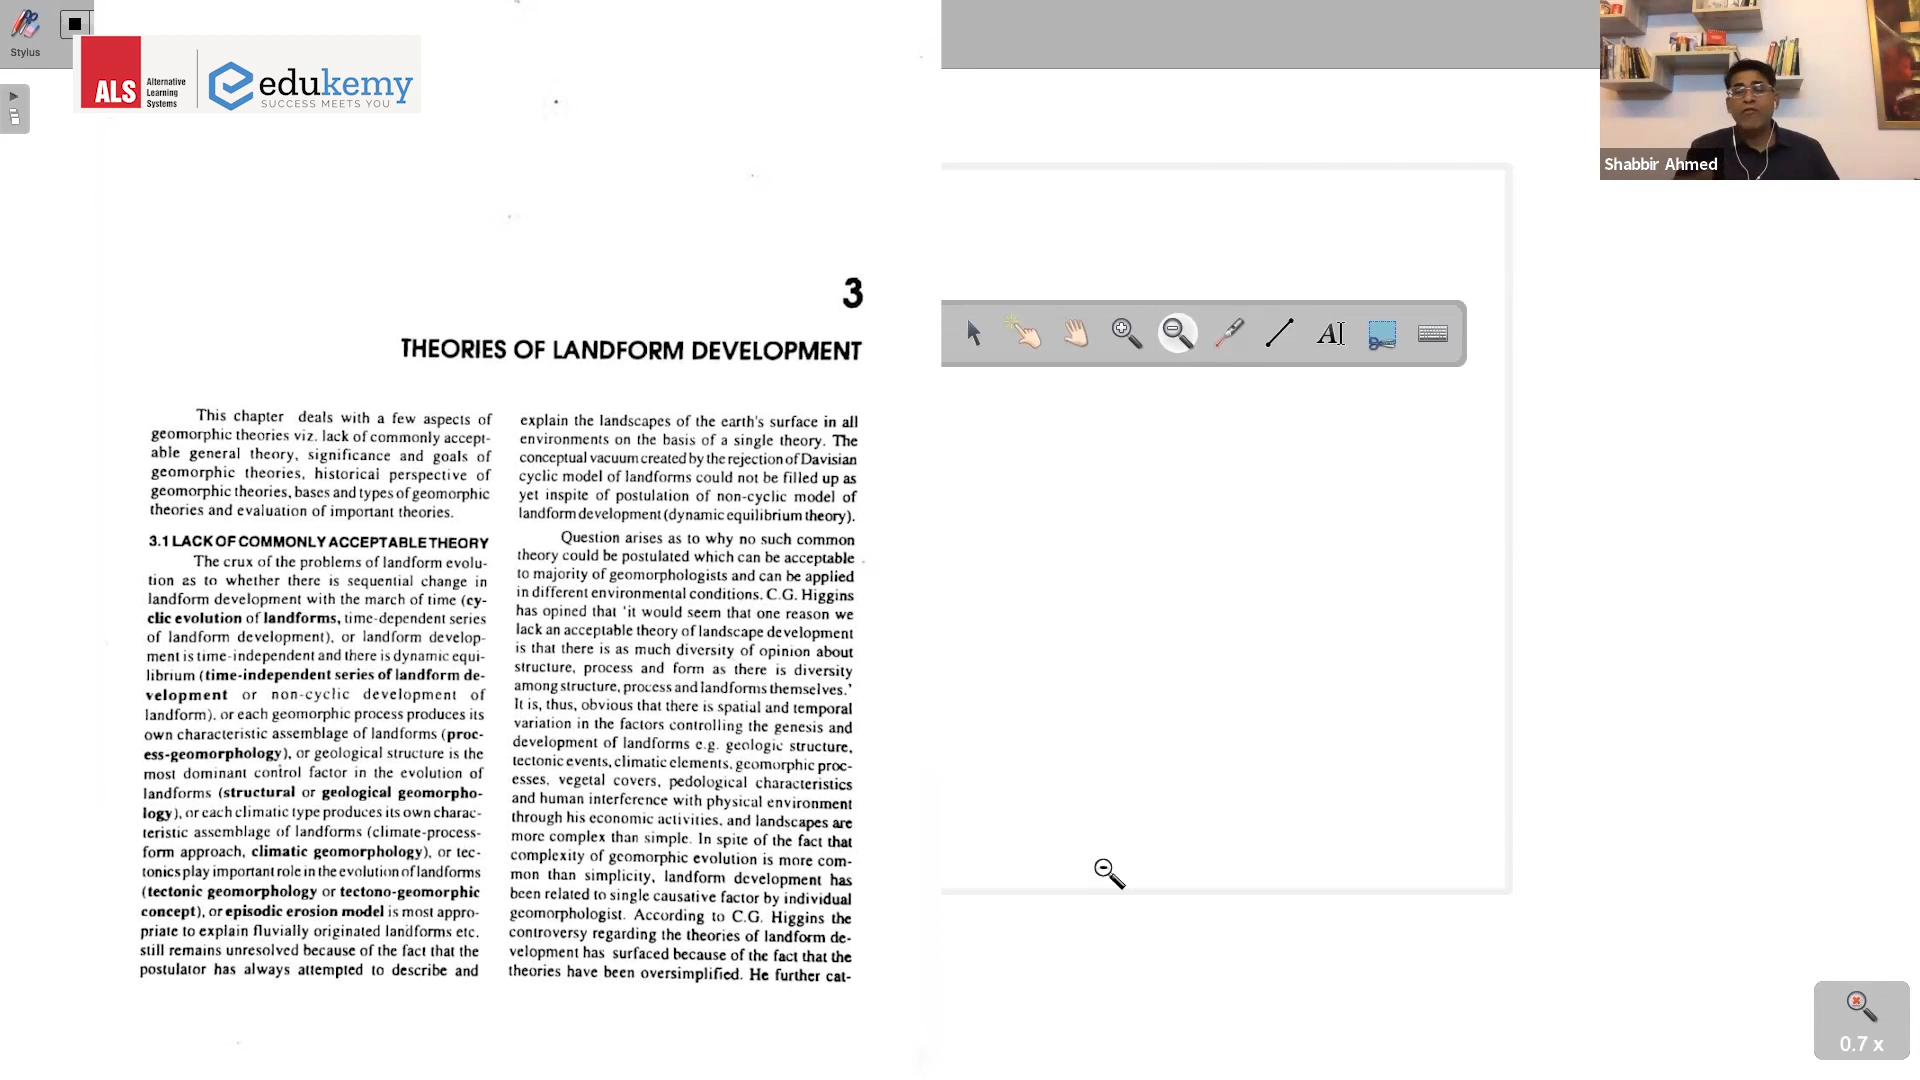 Stylus
ALS
Alternative
Learning
Systems
edukemy
SUCCESS MEETS YOU
Shabbir Ahmed
3
THEORIES OF LANDFORM DEVELOPMENT
This chapter deals with a few aspects of
geomorphic theories viz. lack of commonly accept-
able general theory, significance and goals of
geomorphic theories, historical perspective of
geomorphic theories, bases and types of geomorphic
theories and evaluation of important theories.
3.1 LACK OF COMMONLY ACCEPTABLE THEORY
The crux of the problems of landform evolu-
tion as to whether there is sequential change in
landform development with the march of time (cy-
clic evolution of landforms, time-dependent series
of landform development), or landform develop-
ment is time-independent and there is dynamic equi-
librium (time-independent series of landform de-
velopment or non-cyclic development of
landform). or each geomorphic process produces its
own characteristic assemblage of landforms (proc-
ess-geomorphology), or geological structure is the
most dominant control factor in the evolution of
landforms (structural or geological geomorpho-
logy), or each climatic type produces its own charac-
teristic assemblage of landforms (climate-process-
form approach, climatic geomorphology), or tec-
tonics play important role in the evolution of landforms
(tectonic geomorphology or tectono-geomorphic
concept), or episodic erosion model is most appro-
priate to explain fluvially originated landforms etc.
still remains unresolved because of the fact that the
postulator has always attempted to describe and
explain the landscapes of the earth's surface in all
environments on the basis of a single theory. The
conceptual vacuum created by the rejection of Davisian
cyclic model of landforms could not be filled up as
yet inspite of postulation of non-cyclic model of
landform development (dynamic equilibrium theory).
Question arises as to why no such common
theory could be postulated which can be acceptable
to majority of geomorphologists and can be applied
in different environmental conditions. C.G. Higgins
has opined that 'it would seem that one reason we
lack an acceptable theory of landscape development
is that there is as much diversity of opinion about
structure, process and form as there is diversity
among structure, process and landforms themselves.'
It is, thus, obvious that there is spatial and temporal
variation in the factors controlling the genesis and
development of landforms e.g. geologic structure,
tectonic events, climatic elements, geomorphic proc-
esses, vegetal covers, pedological characteristics
and human interference with physical environment
through his economic activities, and landscapes are
more complex than simple. In spite of the fact that
complexity of geomorphic evolution is more com-
mon than simplicity, landform development has
been related to single causative factor by individual
geomorphologist. According to C.G. Higgins the
controversy regarding the theories of landform de-
velopment has surfaced because of the fact that the
theories have been oversimplified. He further cat-
0.7 x